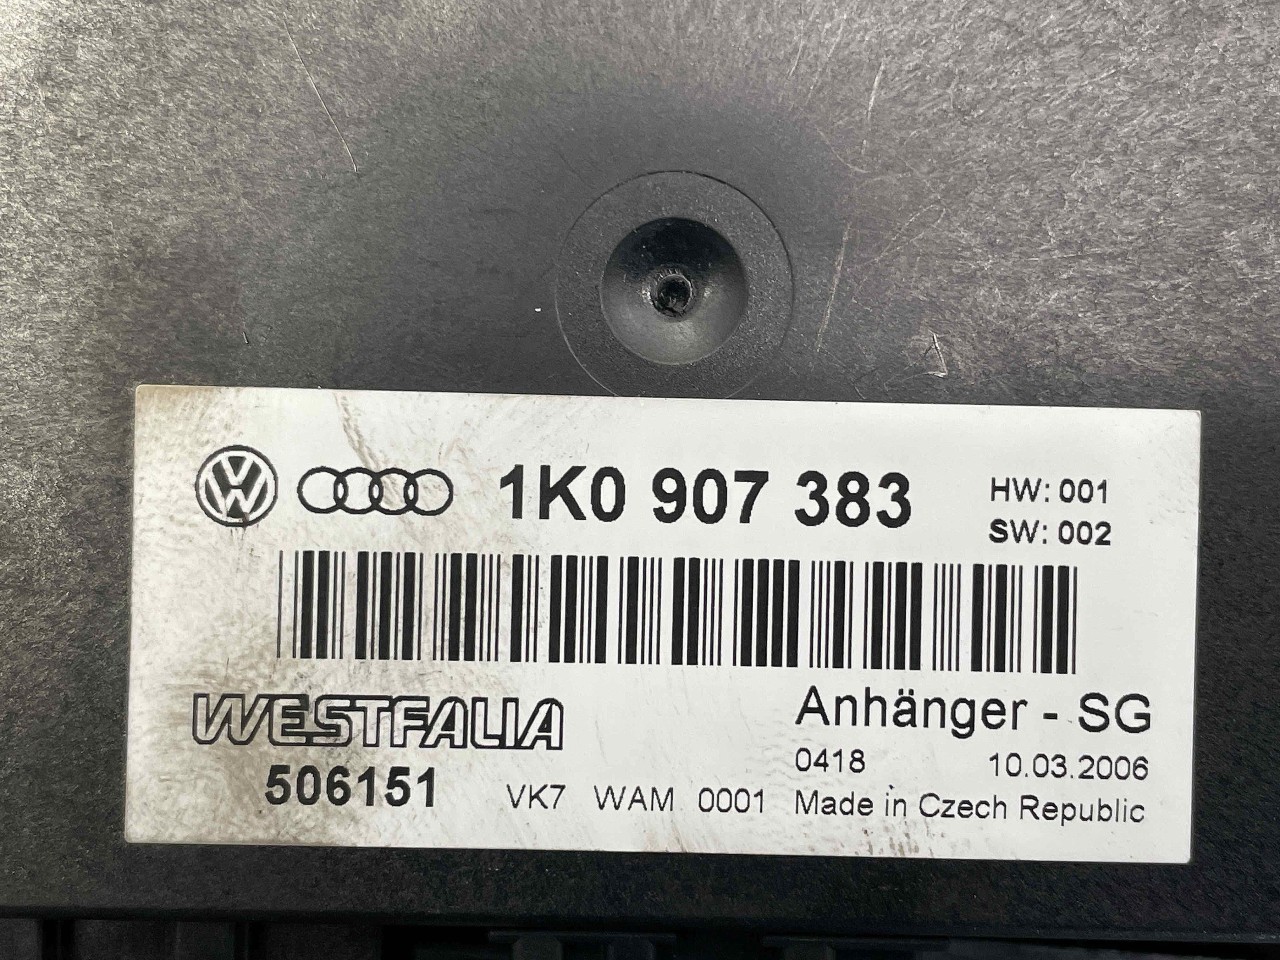 1K0 907 383
HW: 001
SW: 002
WESTFALIA
Anhänger - SG
506151
0418 10.03.2006
VK7 WAM 0001 Made in Czech Republic